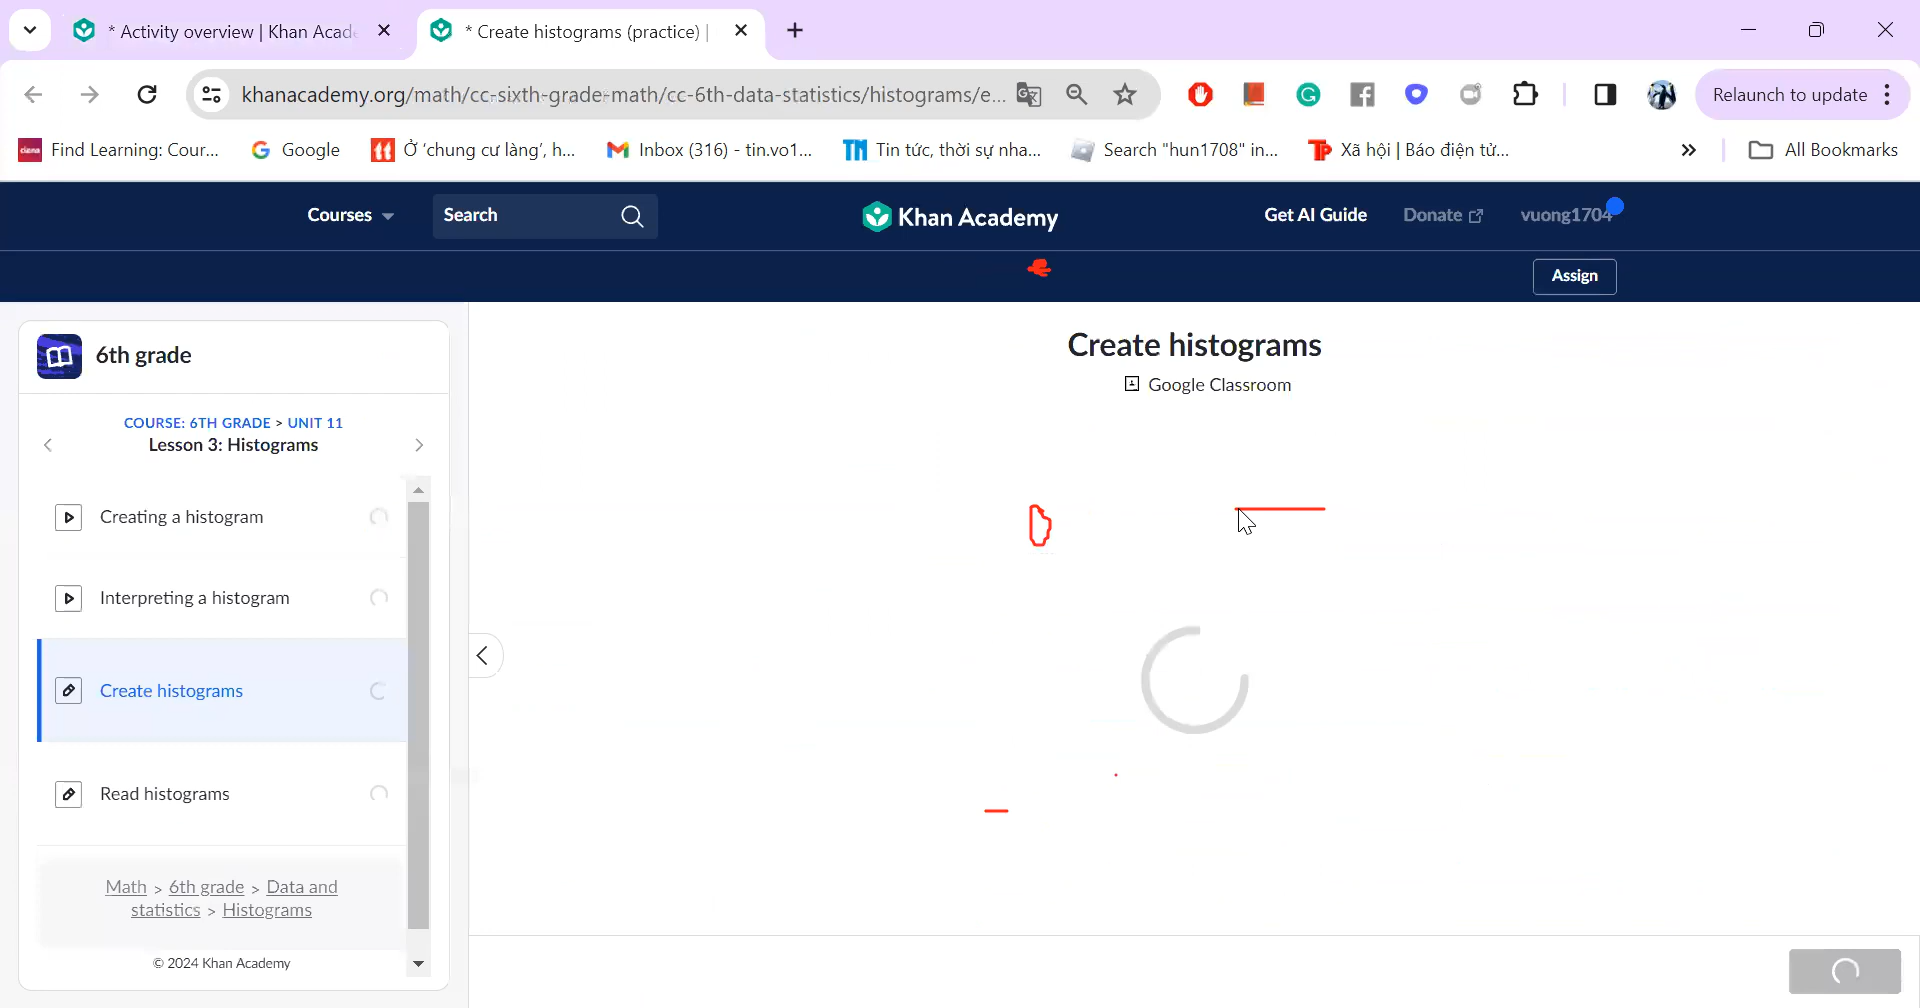 * Activity overview | Khan Acade
* Create histograms (practice) |
khanacademy.org/math/cc-sixth-grade-math/cc-6th-data-statistics/histograms/e...
Relaunch to update
ciena Find Learning: Cour...
Google
Ở ‘chung cư làng’, h...
Inbox (316) - tin.vo1...
TN Tin tức, thời sự nha...
Search "hun1708" in...
TP Xã hội | Báo điện tử...
All Bookmarks
Courses
Search
Khan Academy
Get AI Guide
Donate
vuong1704
Assign
6th grade
COURSE: 6TH GRADE > UNIT 11
Lesson 3: Histograms
Creating a histogram
Interpreting a histogram
Create histograms
Read histograms
Math > 6th grade > Data and
statistics > Histograms
© 2024 Khan Academy
Create histograms
Google Classroom